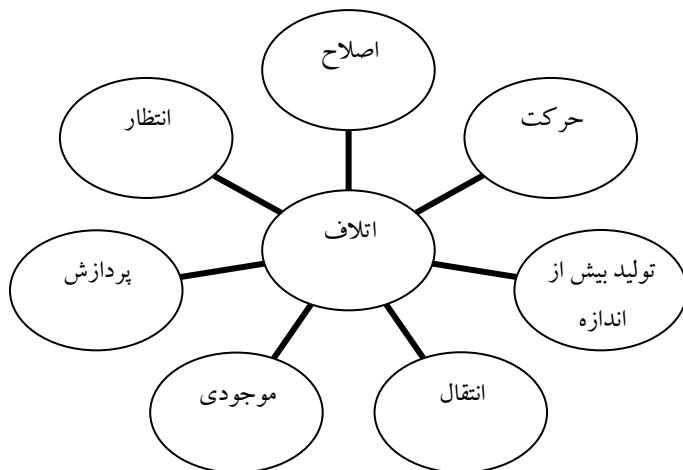 اصلاح
انتظار
حرکت
اتلاف
پردازش
تولید بیش از
اندازه
موجودی
انتقال